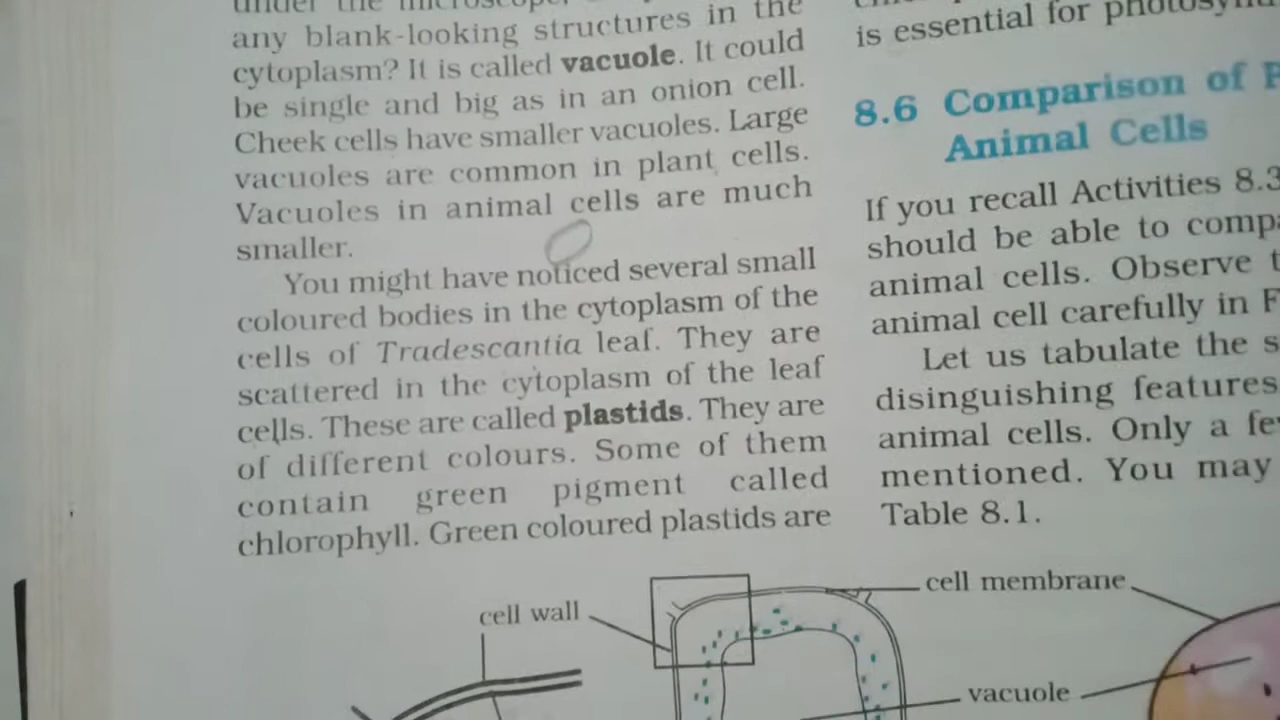 under the microscope.
any blank-looking structures in the
cytoplasm? It is called vacuole. It could
be single and big as in an onion cell.
Cheek cells have smaller vacuoles. Large
vacuoles are common in plant cells.
Vacuoles in animal cells are much
smaller.
You might have noticed several small
coloured bodies in the cytoplasm of the
cells of Tradescantia leaf. They are
scattered in the cytoplasm of the leaf
cells. These are called plastids. They are
of different colours. Some of them
contain green pigment called
chlorophyll. Green coloured plastids are
is essential for
8.6 Comparison of
Animal Cells
If you recall Activities 8.3
should be able to
animal cells. Observe
animal cell carefully in
Let us tabulate the
disinguishing features
animal cells. Only a
mentioned. You may
Table 8.1.
cell wall
cell membrane
vacuole